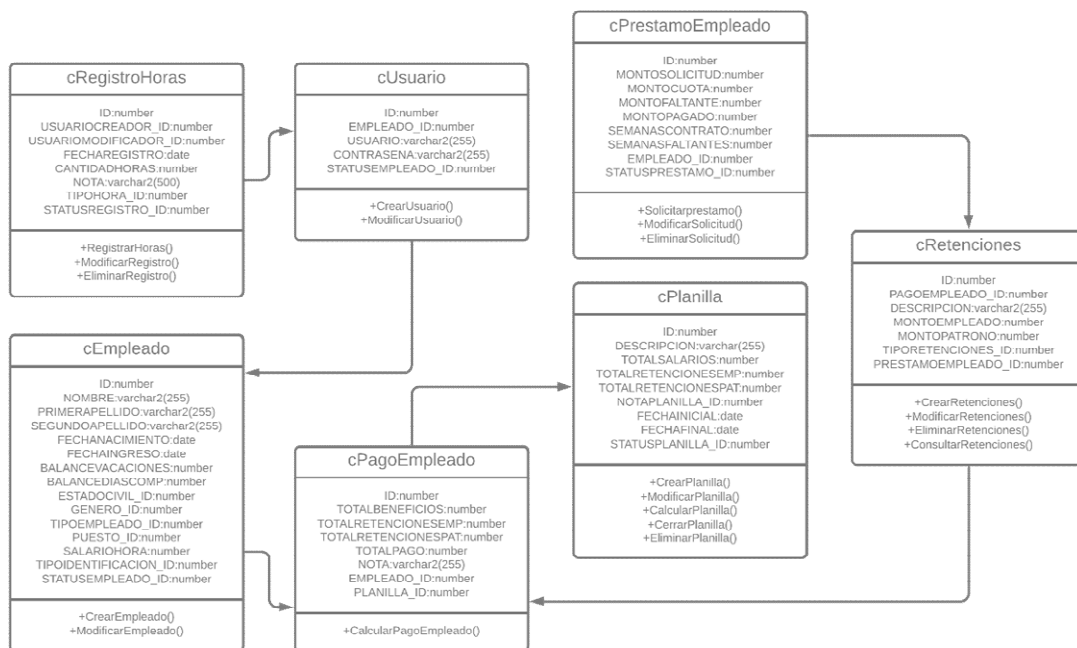 cRegistroHoras
ID:number
USUARIOCREADOR_ID:number
USUARIOMODIFICADOR_ID:number
FECHAREGISTRO:date
CANTIDADHORAS:number
NOTA:varchar2(500)
TIPOHORA_ID:number
STATUSREGISTRO_ID:number
+RegistrarHoras()
+ModificarRegistro()
+EliminarRegistro()
cUsuario
ID:number
EMPLEADO_ID:number
USUARIO:varchar2(255)
CONTRASENA:varchar2(255)
STATUSEMPLEADO_ID:number
+CrearUsuario()
+ModificarUsuario()
cPrestamoEmpleado
ID:number
MONTOSOLICITUD:number
MONTOCUOTA:number
MONTOFALTANTE:number
MONTOPAGADO:number
SEMANASCONTRATO:number
SEMANASFALTANTES:number
EMPLEADO_ID:number
STATUSPRESTAMO_ID:number
+Solicitarprestamo()
+ModificarSolicitud()
+EliminarSolicitud()
cRetenciones
ID:number
PAGOEMPLEADO_ID:number
DESCRIPCION:varchar2(255)
MONTOEMPLEADO:number
MONTOPATRONO:number
TIPORETENCIONES_ID:number
PRESTAMOEMPLEADO_ID:number
+CrearRetenciones()
+ModificarRetenciones()
+EliminarRetenciones()
+ConsultarRetenciones()
cEmpleado
ID:number
NOMBRE:varchar2(255)
PRIMERAPELLIDO:varchar2(255)
SEGUNDOAPELLIDO:varchar2(255)
FECHANACIMIENTO:date
FECHAINGRESO:date
BALANCEVACACIONES:number
BALANCEDIASCOMP:number
ESTADOCIVIL_ID:number
GENERO_ID:number
TIPOEMPLEADO_ID:number
PUESTO_ID:number
SALARIOHORA:number
TIPOIDENTIFICACION_ID:number
STATUSEMPLEADO_ID:number
+CrearEmpleado()
+ModificarEmpleado()
cPagoEmpleado
ID:number
TOTALBENEFICIOS:number
TOTALRETENCIONESEMP:number
TOTALRETENCIONESPAT:number
TOTALPAGO:number
NOTA:varchar2(255)
EMPLEADO_ID:number
PLANILLA_ID:number
+CalcularPagoEmpleado()
cPlanilla
ID:number
DESCRIPCION:varchar(255)
TOTALSALARIOS:number
TOTALRETENCIONESEMP:number
TOTALRETENCIONESPAT:number
NOTAPLANILLA_ID:number
FECHAINICIAL:date
FECHAFINAL:date
STATUSPLANILLA_ID:number
+CrearPlanilla()
+ModificarPlanilla()
+CalcularPlanilla()
+CerrarPlanilla()
+EliminarPlanilla()